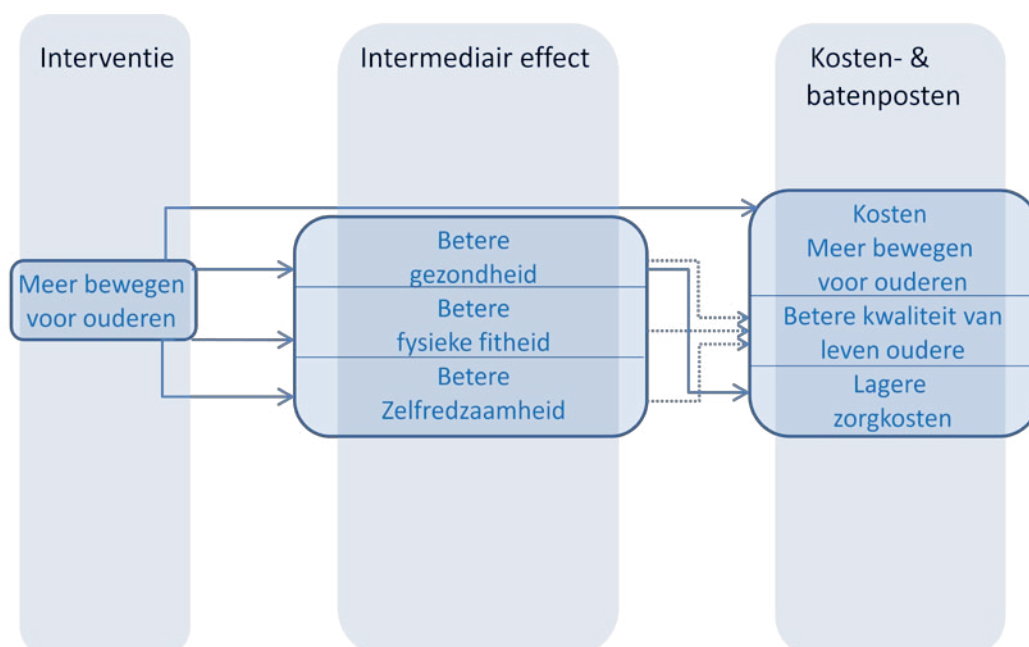 Interventie
Intermediair effect
Kosten- &
batenposten
Meer bewegen
voor ouderen
Betere
gezondheid
Betere
fysieke fitheid
Betere
Zelfredzaamheid
Kosten
Meer bewegen
voor ouderen
Betere kwaliteit van
leven oudere
Lagere
zorgkosten